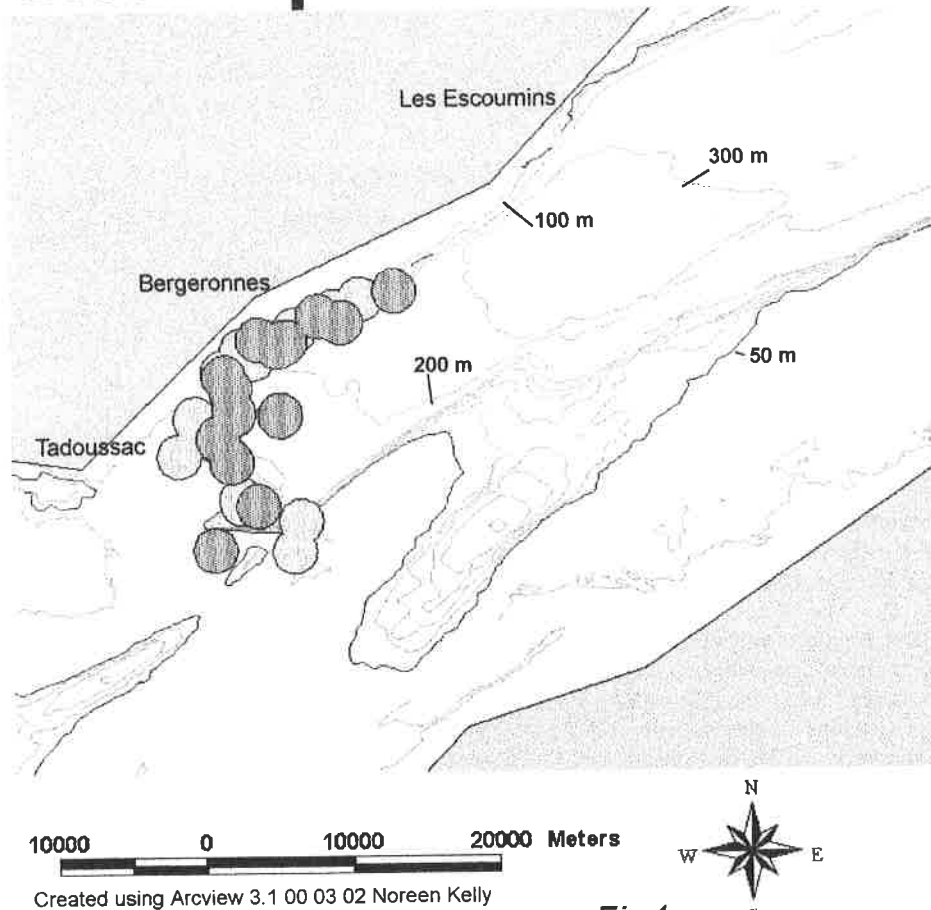 Les Escoumins
300 m
100 m
Bergeronnes
50 m
200 m
Tadoussac
N
W E
10000 0 10000 20000 Meters
Created using Arcview 3.1 00 03 02 Noreen Kelly